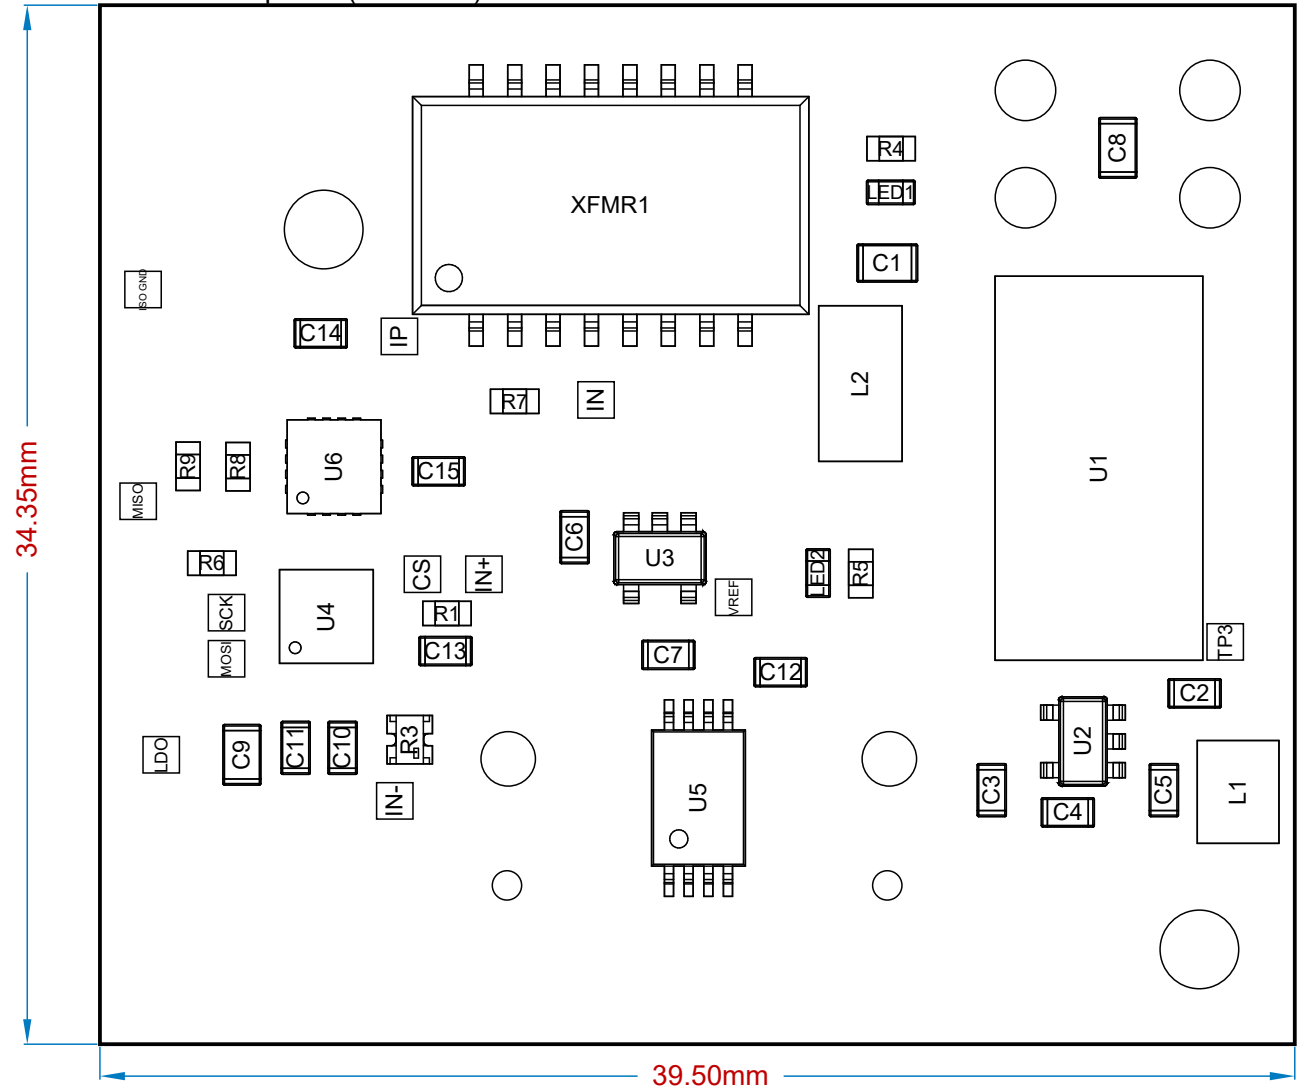 C8
R4
LED1
XFMR1
C1
ISO GND
C14
IP
L2
R7
IN
U1
R9
R8
U6
C15
MISO
C6
U3
LED2
R5
R6
CS
IN+
VREF
SCK
U4
R1
MOSI
C13
C7
C12
TP3
C2
34.35mm
LDO
C9
C11
C10
R3
U2
IN-
U5
C3
C4
C5
L1
39.50mm